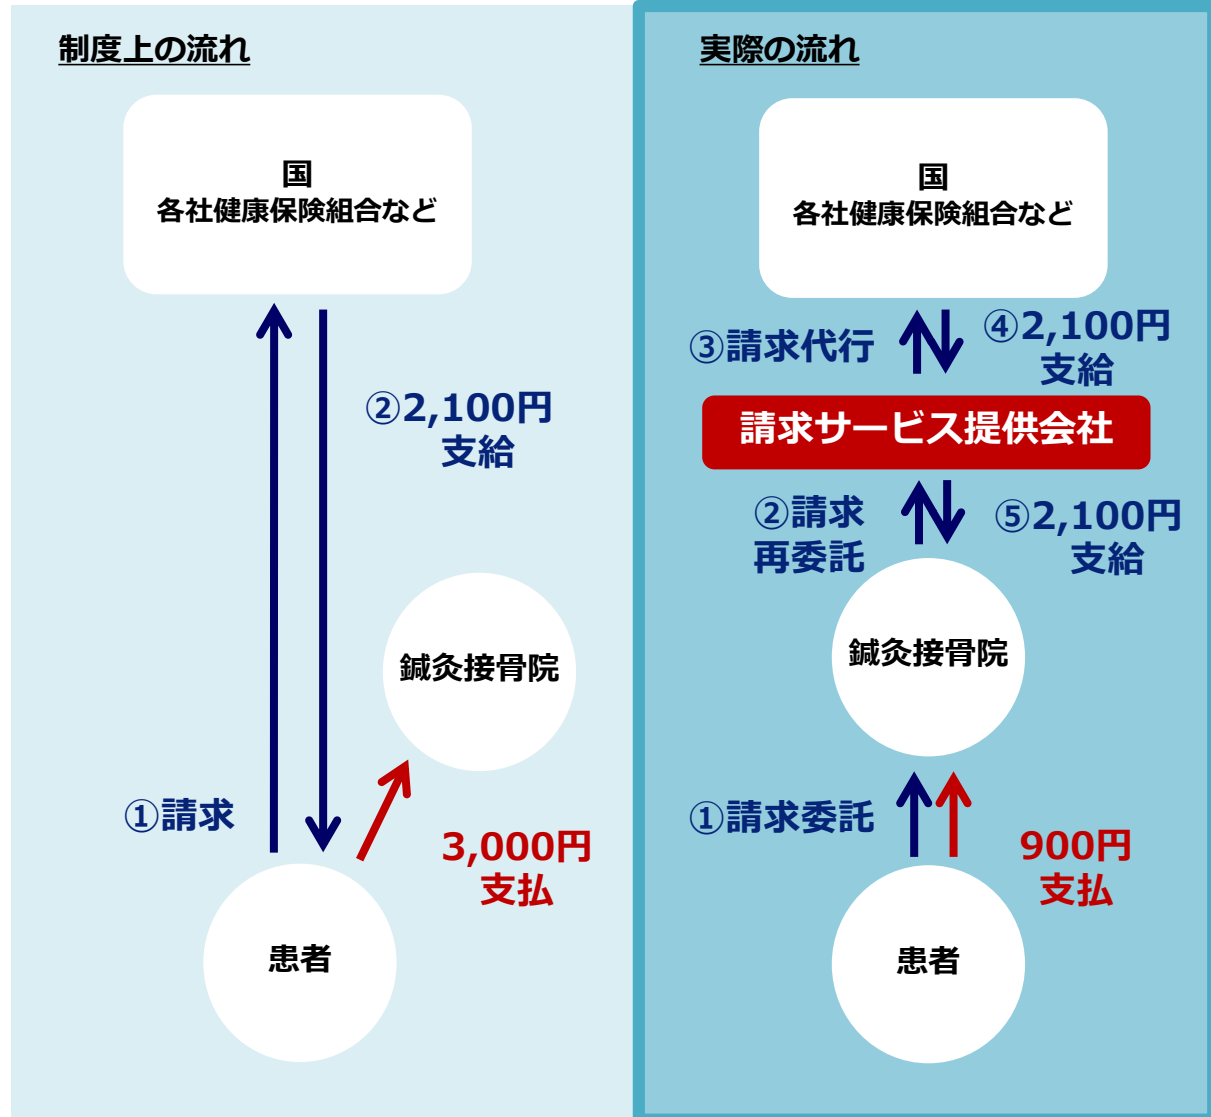 制度上の流れ
国
各社健康保険組合など
②2,100円
支給
鍼灸接骨院
①請求
3,000円
支払
患者
実際の流れ
国
各社健康保険組合など
③請求代行
④2,100円
支給
請求サービス提供会社
②請求
再委託
⑤2,100円
支給
鍼灸接骨院
①請求委託
900円
支払
患者